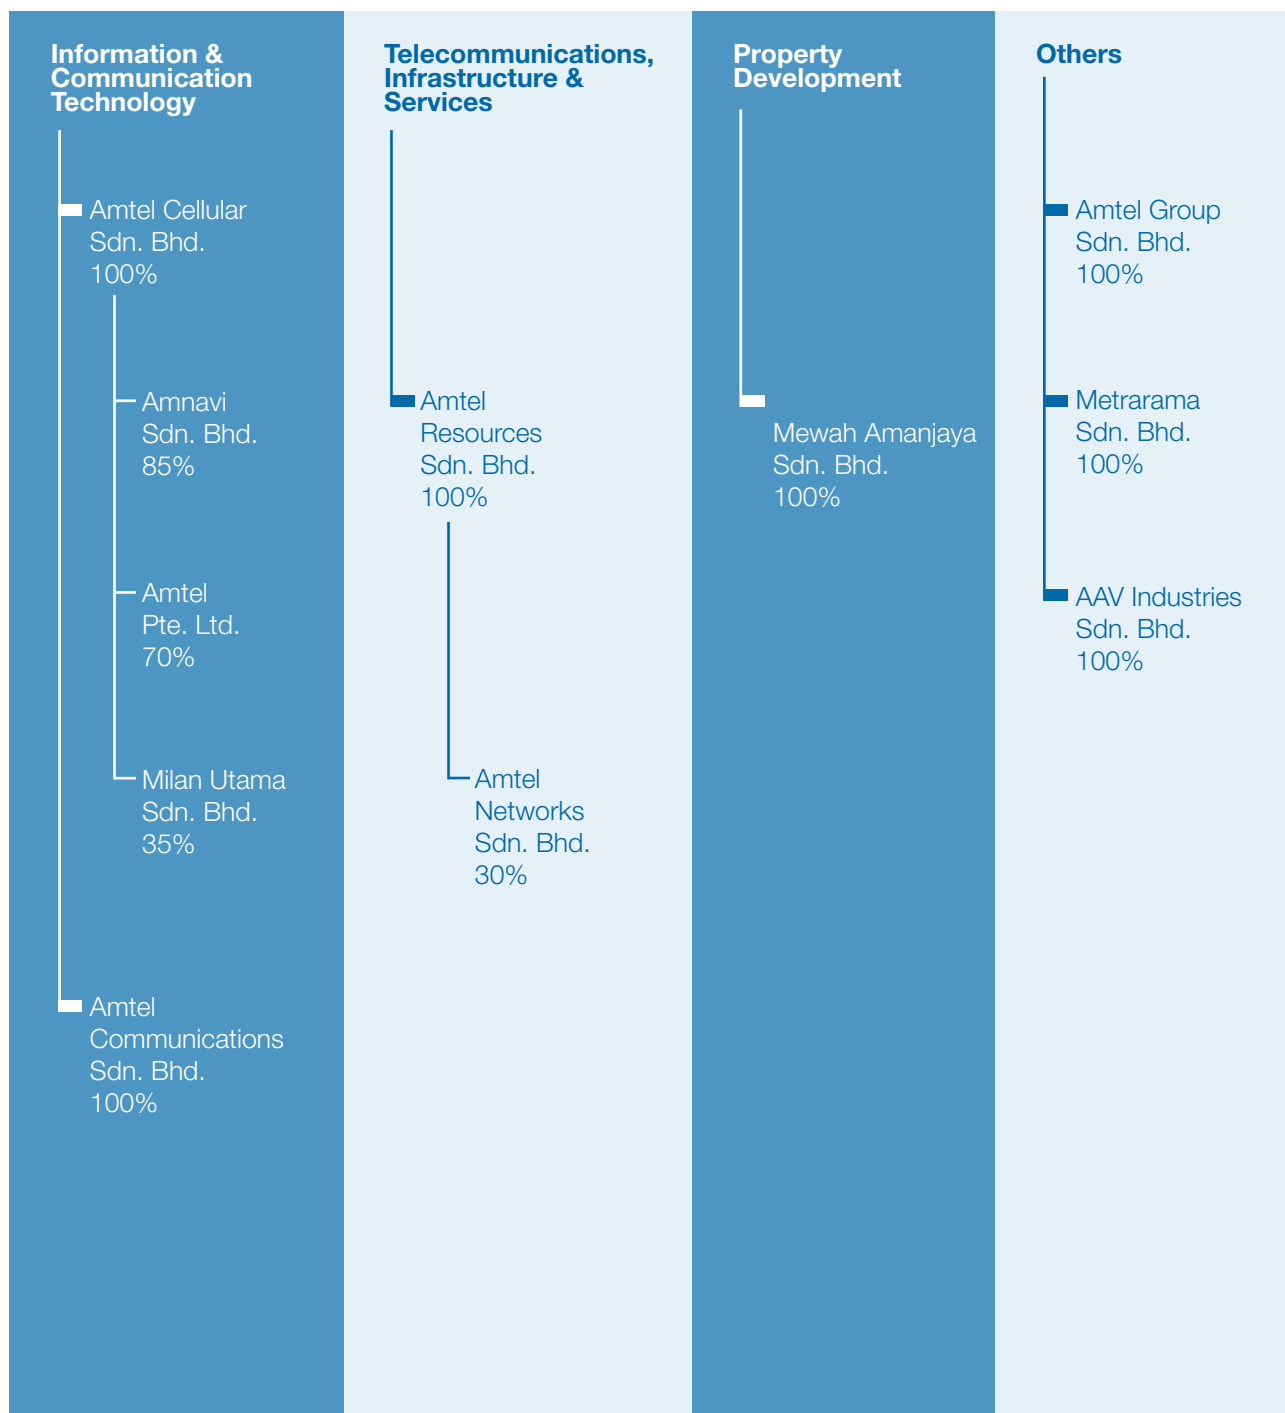 Information &
Communication
Technology
Amtel Cellular
Sdn. Bhd.
100%
Amnavi
Sdn. Bhd.
85%
Amtel
Pte. Ltd.
70%
Milan Utama
Sdn. Bhd.
35%
Amtel
Communications
Sdn. Bhd.
100%
Telecommunications,
Infrastructure &
Services
Amtel
Resources
Sdn. Bhd.
100%
Amtel
Networks
Sdn. Bhd.
30%
Property
Development
Mewah Amanjaya
Sdn. Bhd.
100%
Others
Amtel Group
Sdn. Bhd.
100%
Metrarama
Sdn. Bhd.
100%
AAV Industries
Sdn. Bhd.
100%